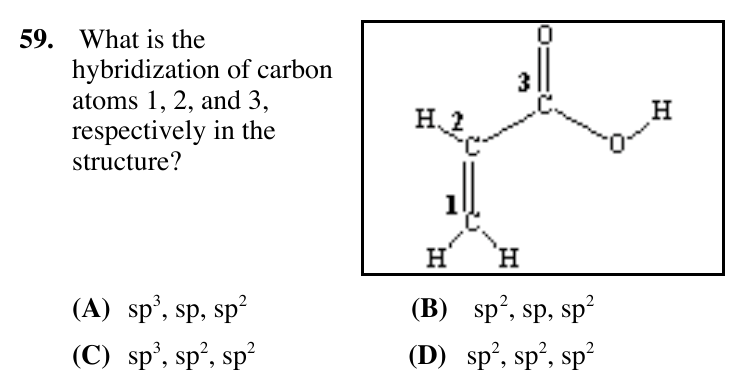 59. What is the
hybridization of carbon
atoms 1, 2, and 3,
respectively in the
structure?
O
3
C
H
H 2
C
O
1
C
H H
(A) sp³, sp, sp²
(B) sp², sp, sp²
(C) sp³, sp², sp²
(D) sp², sp², sp²